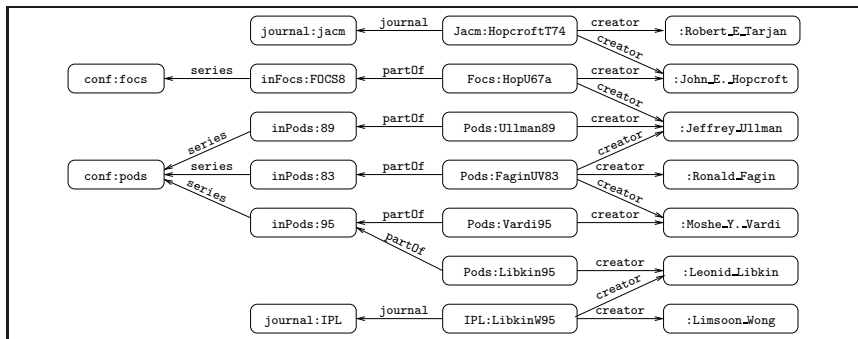 journal:jacm journal Jacm:HopcroftT74 creator :Robert_E_Tarjan
creator
conf:focs series inFocs:FOCS8 partOf Focs:HopU67a creator :John_E._Hopcroft
creator
inPods:89 partOf Pods:Ullman89 creator :Jeffrey_Ullman
series creator
conf:pods series inPods:83 partOf Pods:FaginUV83 creator :Ronald_Fagin
series creator
inPods:95 partOf Pods:Vardi95 creator :Moshe_Y._Vardi
partOf
Pods:Libkin95 creator :Leonid_Libkin
creator
journal:IPL journal IPL:LibkinW95 creator :Limsoon_Wong